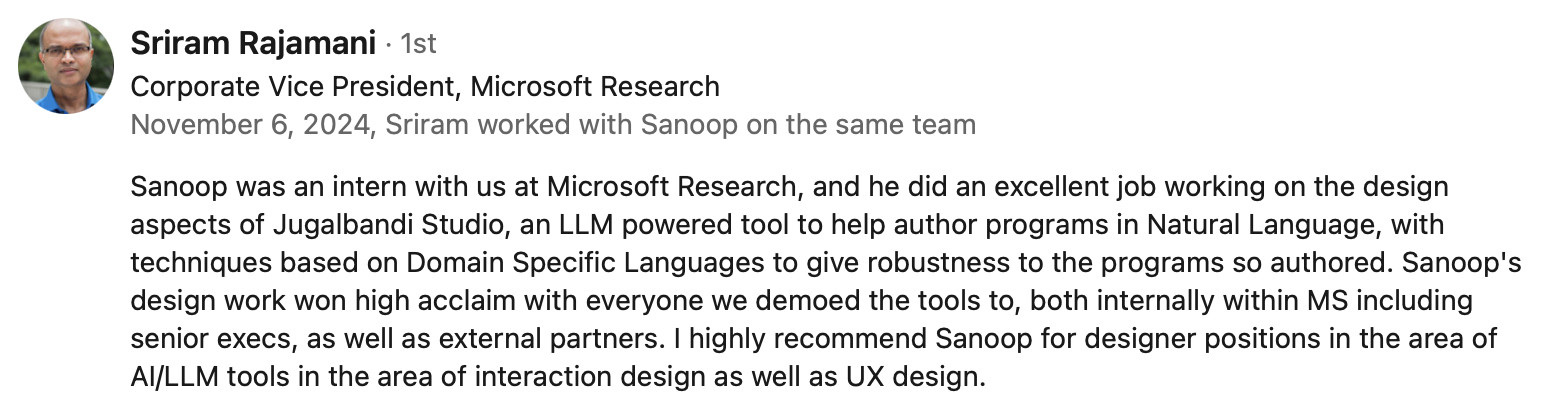 Sriram Rajamani · 1st
Corporate Vice President, Microsoft Research
November 6, 2024, Sriram worked with Sanoop on the same team
Sanoop was an intern with us at Microsoft Research, and he did an excellent job working on the design
aspects of Jugalbandi Studio, an LLM powered tool to help author programs in Natural Language, with
techniques based on Domain Specific Languages to give robustness to the programs so authored. Sanoop's
design work won high acclaim with everyone we demoed the tools to, both internally within MS including
senior execs, as well as external partners. I highly recommend Sanoop for designer positions in the area of
AI/LLM tools in the area of interaction design as well as UX design.